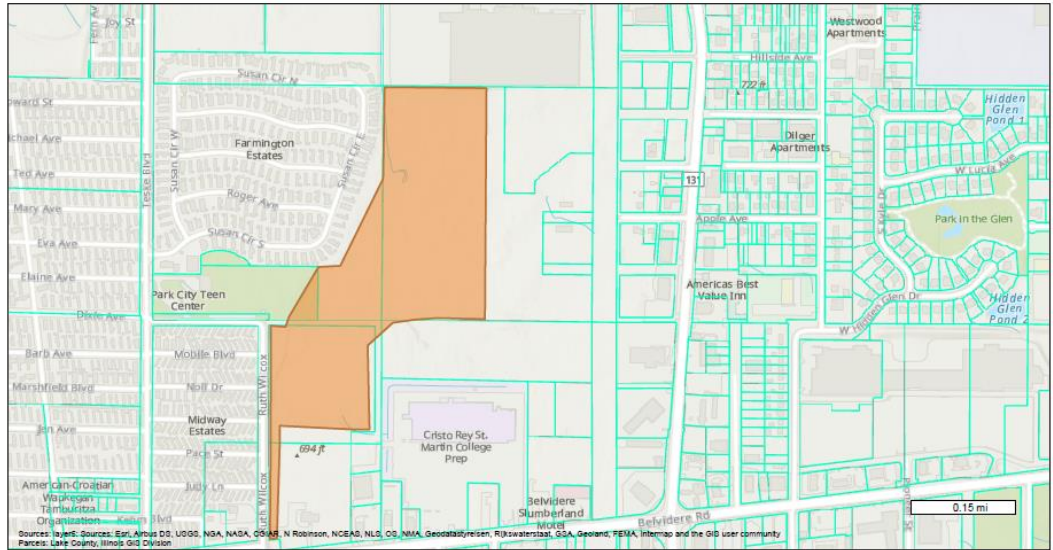 Joy St
Westwood
Apartments
Hillside Ave
722 ft
Susan Cir N
Hidden
Glen
Pond 1
Susan Cir W
Susan Cir E
Farmington
Estates
Dilger
Apartments
Ted Ave
Teske Blvd
131
W Lucia Ave
Roger Ave
Mary Ave
S Kyle Dr
Apple Ave
Park in the Glen
Susan Cir S
Eva Ave
Elaine Ave
Americas Best
Value Inn
Park City Teen
Center
Hidden
Glen
Pond 2
Dixie Ave
W Hidden Glen Dr
Barb Ave
Mobile Blvd
Ruth Wilcox
Marshfield Blvd
Noll Dr
Midway
Estates
Jen Ave
Cristo Rey St.
Martin College
Prep
694 ft
Pace St
American-Croatian
Waukegan
Tamburitza
Organization
Judy Ln
Ruth Wilcox
Belvidere
Slumberland
Motel
Belvidere Rd
0.15 mi
Sources: layer5: Sources: Esri, Airbus DS, USGS, NGA, NASA, CGIAR, N Robinson, NCEAS, NLS, OS, NMA, Geodatastyrelsen, Rijkswaterstaat, GSA, Geoland, FEMA, Intermap and the GIS user community
Parcels: Lake County, Illinois GIS Division